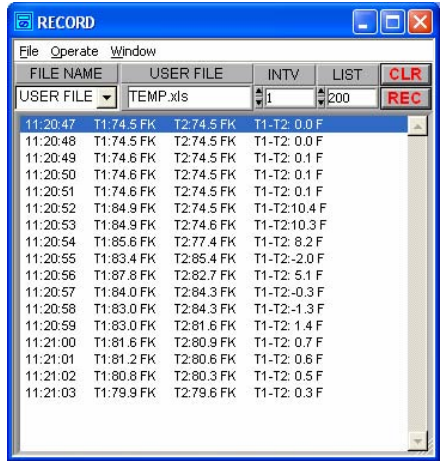 RECORD
File Operate Window
FILE NAME USER FILE INTV LIST CLR
USER FILE TEMP.xls 1 200 REC
11:20:47 T1:74.5 FK T2:74.5 FK T1-T2: 0.0 F
11:20:48 T1:74.5 FK T2:74.5 FK T1-T2: 0.0 F
11:20:49 T1:74.6 FK T2:74.5 FK T1-T2: 0.1 F
11:20:50 T1:74.6 FK T2:74.5 FK T1-T2: 0.1 F
11:20:51 T1:74.6 FK T2:74.5 FK T1-T2: 0.1 F
11:20:52 T1:84.9 FK T2:74.5 FK T1-T2:10.4 F
11:20:53 T1:84.9 FK T2:74.6 FK T1-T2:10.3 F
11:20:54 T1:85.6 FK T2:77.4 FK T1-T2: 8.2 F
11:20:55 T1:83.4 FK T2:85.4 FK T1-T2:-2.0 F
11:20:56 T1:87.8 FK T2:82.7 FK T1-T2: 5.1 F
11:20:57 T1:84.0 FK T2:84.3 FK T1-T2:-0.3 F
11:20:58 T1:83.0 FK T2:84.3 FK T1-T2:-1.3 F
11:20:59 T1:83.0 FK T2:81.6 FK T1-T2: 1.4 F
11:21:00 T1:81.6 FK T2:80.9 FK T1-T2: 0.7 F
11:21:01 T1:81.2 FK T2:80.6 FK T1-T2: 0.6 F
11:21:02 T1:80.8 FK T2:80.3 FK T1-T2: 0.5 F
11:21:03 T1:79.9 FK T2:79.6 FK T1-T2: 0.3 F